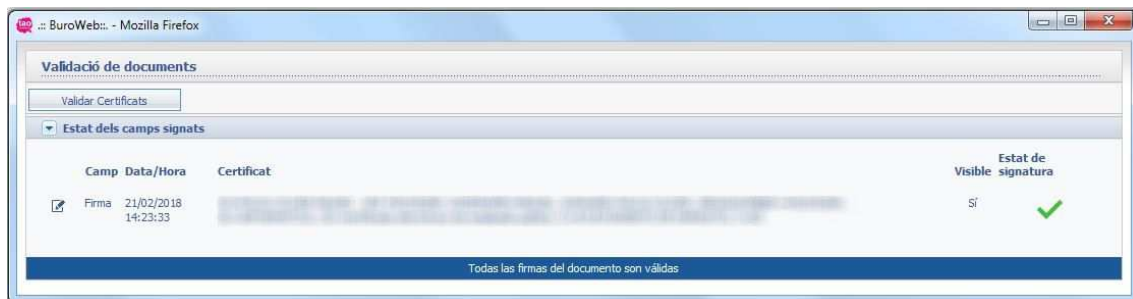 tao
.:: BuroWeb::. - Mozilla Firefox
Validació de documents
Validar Certificats
Estat dels camps signats
Camp Data/Hora Certificat Visible Estat de signatura
Firma 21/02/2018 Sí
14:23:33
Todas las firmas del documento son válidas